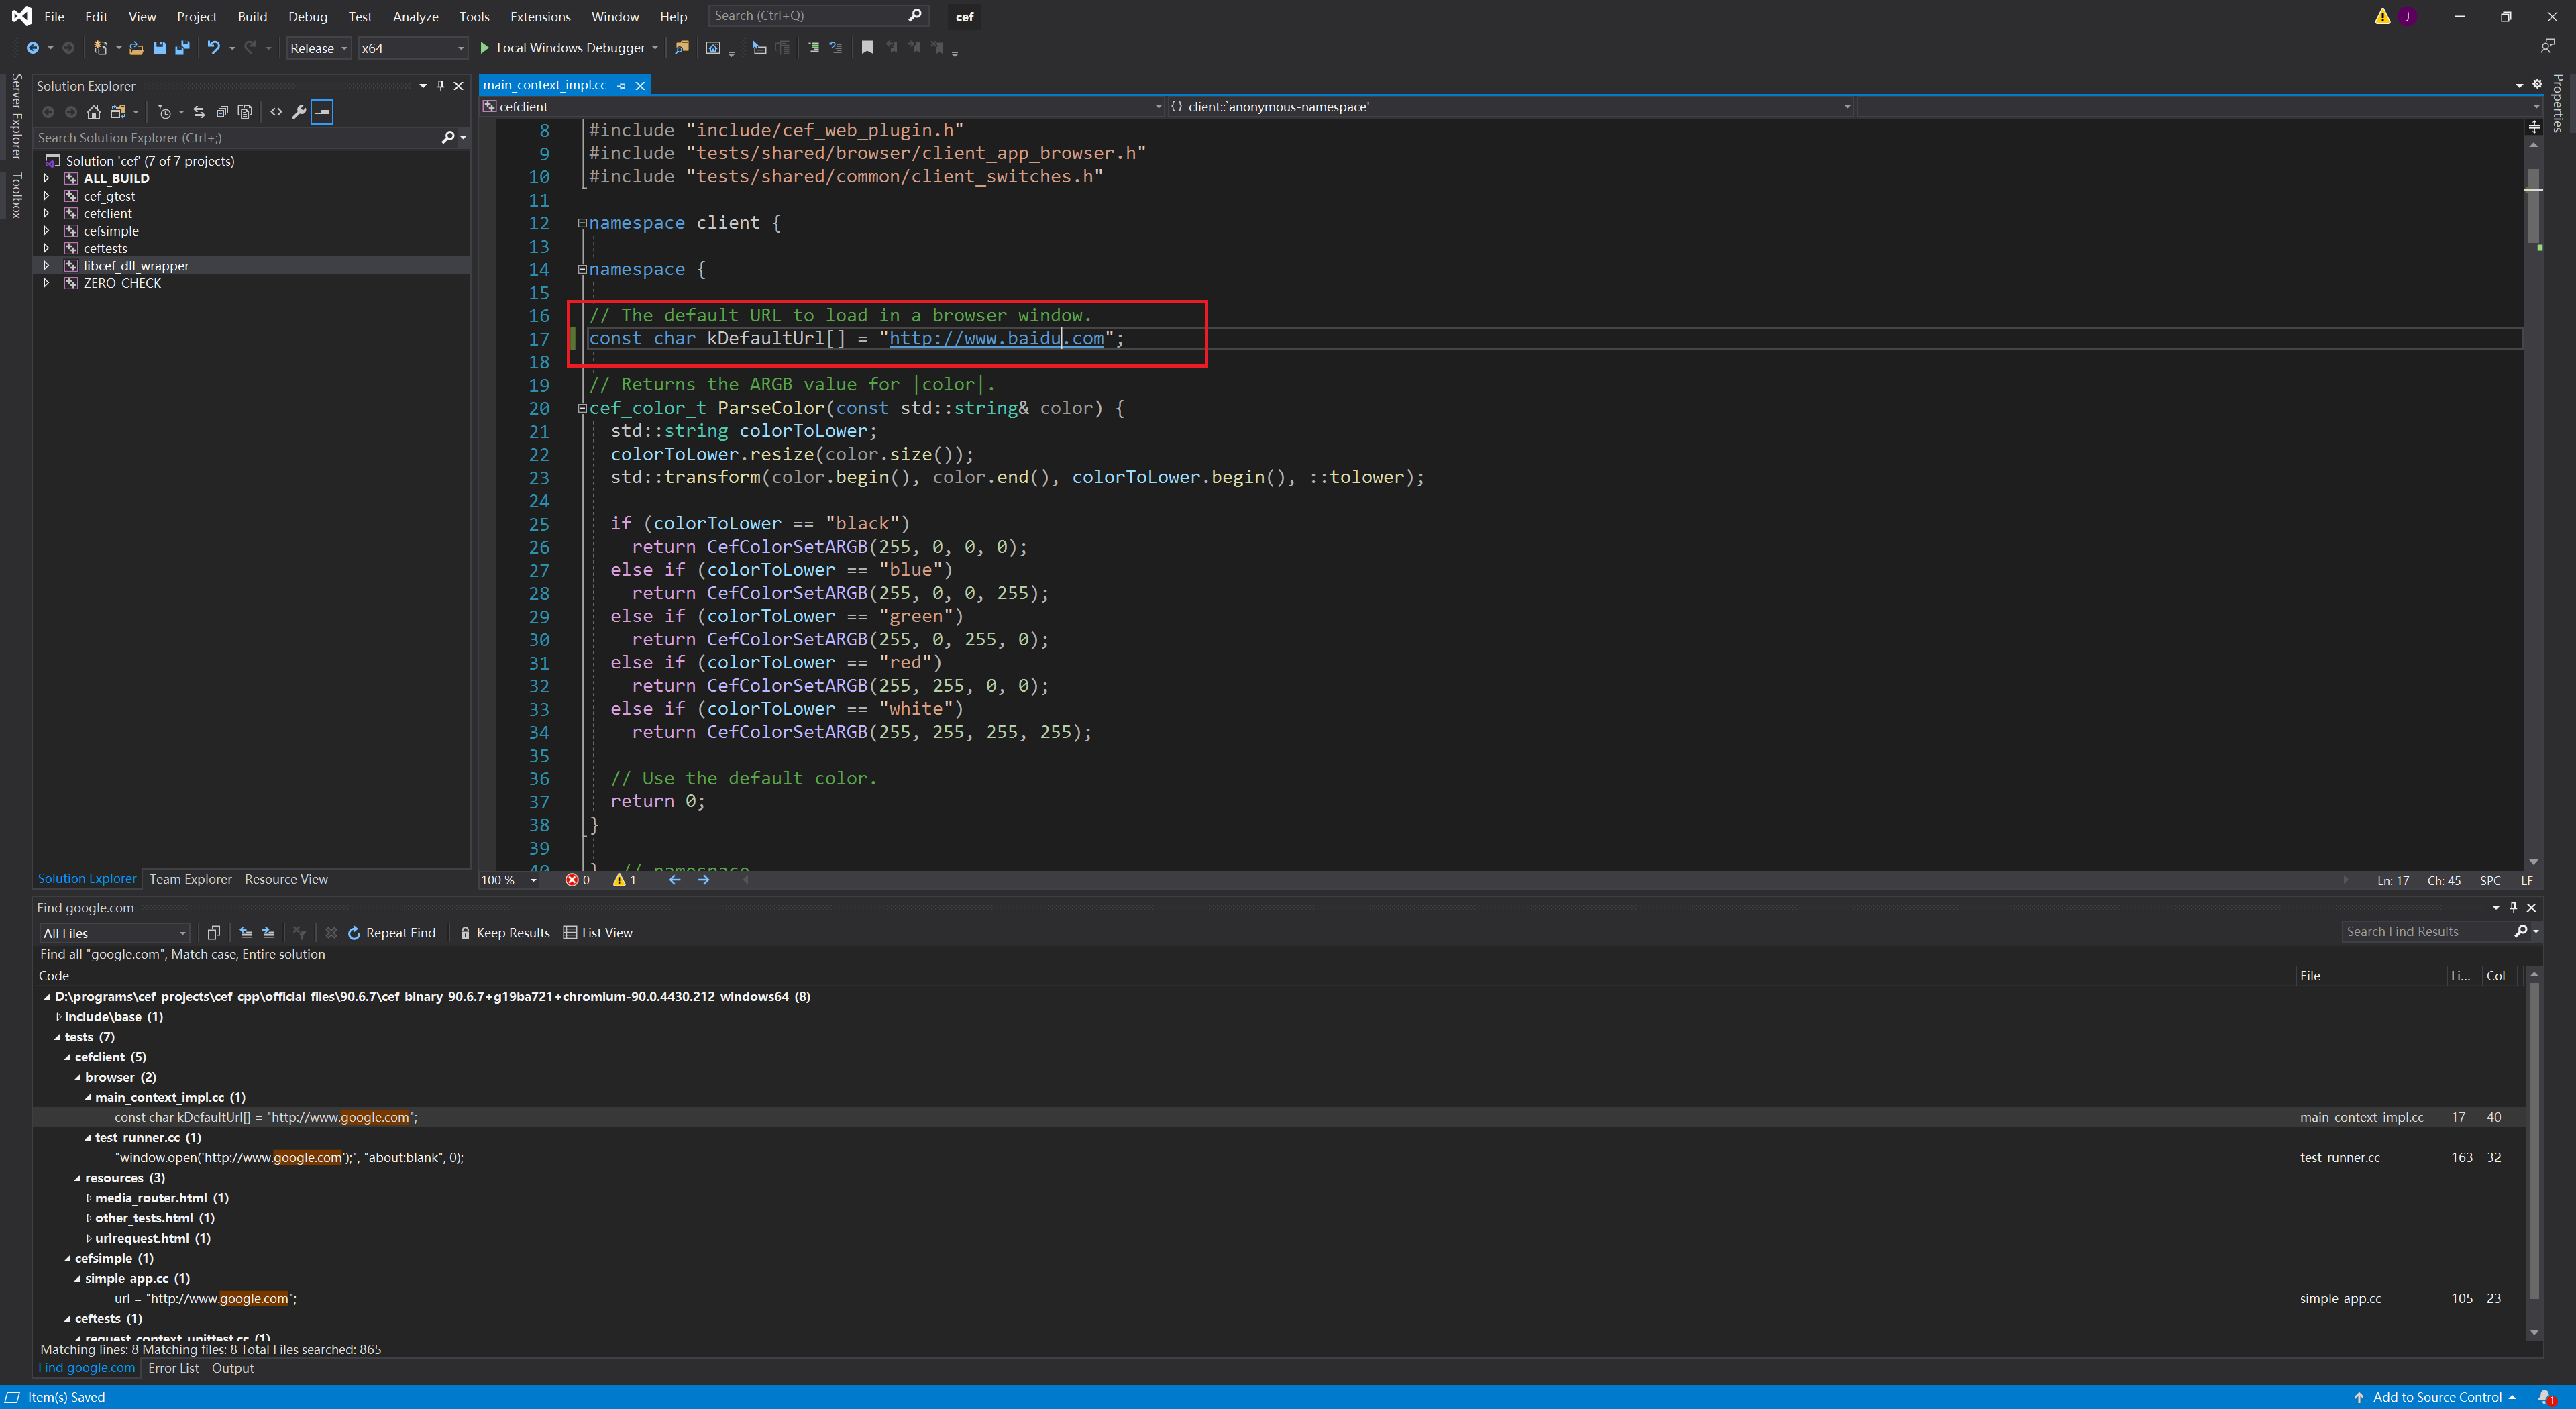 File Edit View Project Build Debug Test Analyze Tools Extensions Window Help Search (Ctrl+Q) cef J
Release x64 Local Windows Debugger
Server Explorer
Toolbox
Solution Explorer
Search Solution Explorer (Ctrl+;)
Solution 'cef' (7 of 7 projects)
ALL_BUILD
cef_gtest
cefclient
cefsimple
ceftests
libcef_dll_wrapper
ZERO_CHECK
Solution Explorer Team Explorer Resource View
main_context_impl.cc
cefclient {} client::`anonymous-namespace'
8 #include "include/cef_web_plugin.h"
9 #include "tests/shared/browser/client_app_browser.h"
10 #include "tests/shared/common/client_switches.h"
11
12 namespace client {
13
14 namespace {
15
16 // The default URL to load in a browser window.
17 const char kDefaultUrl[] = "http://www.baidu.com";
18
19 // Returns the ARGB value for |color|.
20 cef_color_t ParseColor(const std::string& color) {
21 std::string colorToLower;
22 colorToLower.resize(color.size());
23 std::transform(color.begin(), color.end(), colorToLower.begin(), ::tolower);
24
25 if (colorToLower == "black")
26 return CefColorSetARGB(255, 0, 0, 0);
27 else if (colorToLower == "blue")
28 return CefColorSetARGB(255, 0, 0, 255);
29 else if (colorToLower == "green")
30 return CefColorSetARGB(255, 0, 255, 0);
31 else if (colorToLower == "red")
32 return CefColorSetARGB(255, 255, 0, 0);
33 else if (colorToLower == "white")
34 return CefColorSetARGB(255, 255, 255, 255);
35
36 // Use the default color.
37 return 0;
38 }
39
40 } // namespace
100 % 0 1 Ln: 17 Ch: 45 SPC LF
Properties
Find google.com
All Files Repeat Find Keep Results List View Search Find Results
Find all "google.com", Match case, Entire solution
Code File Li... Col
D:\programs\cef_projects\cef_cpp\official_files\90.6.7\cef_binary_90.6.7+g19ba721+chromium-90.0.4430.212_windows64 (8)
include\base (1)
tests (7)
cefclient (5)
browser (2)
main_context_impl.cc (1)
const char kDefaultUrl[] = "http://www.google.com"; main_context_impl.cc 17 40
test_runner.cc (1)
"window.open('http://www.google.com');", "about:blank", 0); test_runner.cc 163 32
resources (3)
media_router.html (1)
other_tests.html (1)
urlrequest.html (1)
cefsimple (1)
simple_app.cc (1)
url = "http://www.google.com"; simple_app.cc 105 23
ceftests (1)
request_context_unittest.cc (1)
Matching lines: 8 Matching files: 8 Total Files searched: 865
Find google.com Error List Output
Item(s) Saved Add to Source Control 1